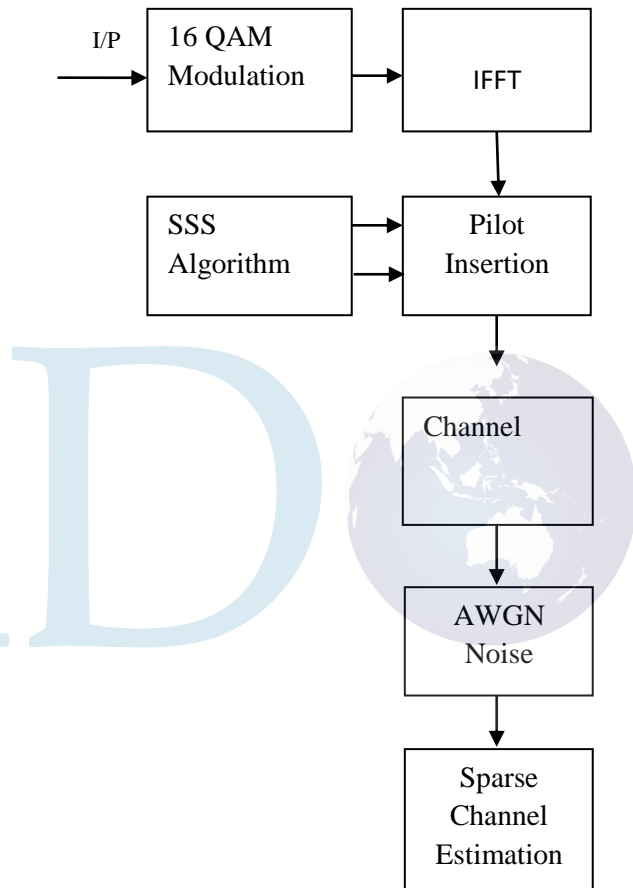 I/P
16 QAM
Modulation
IFFT
SSS
Algorithm
Pilot
Insertion
Channel
AWGN
Noise
Sparse
Channel
Estimation